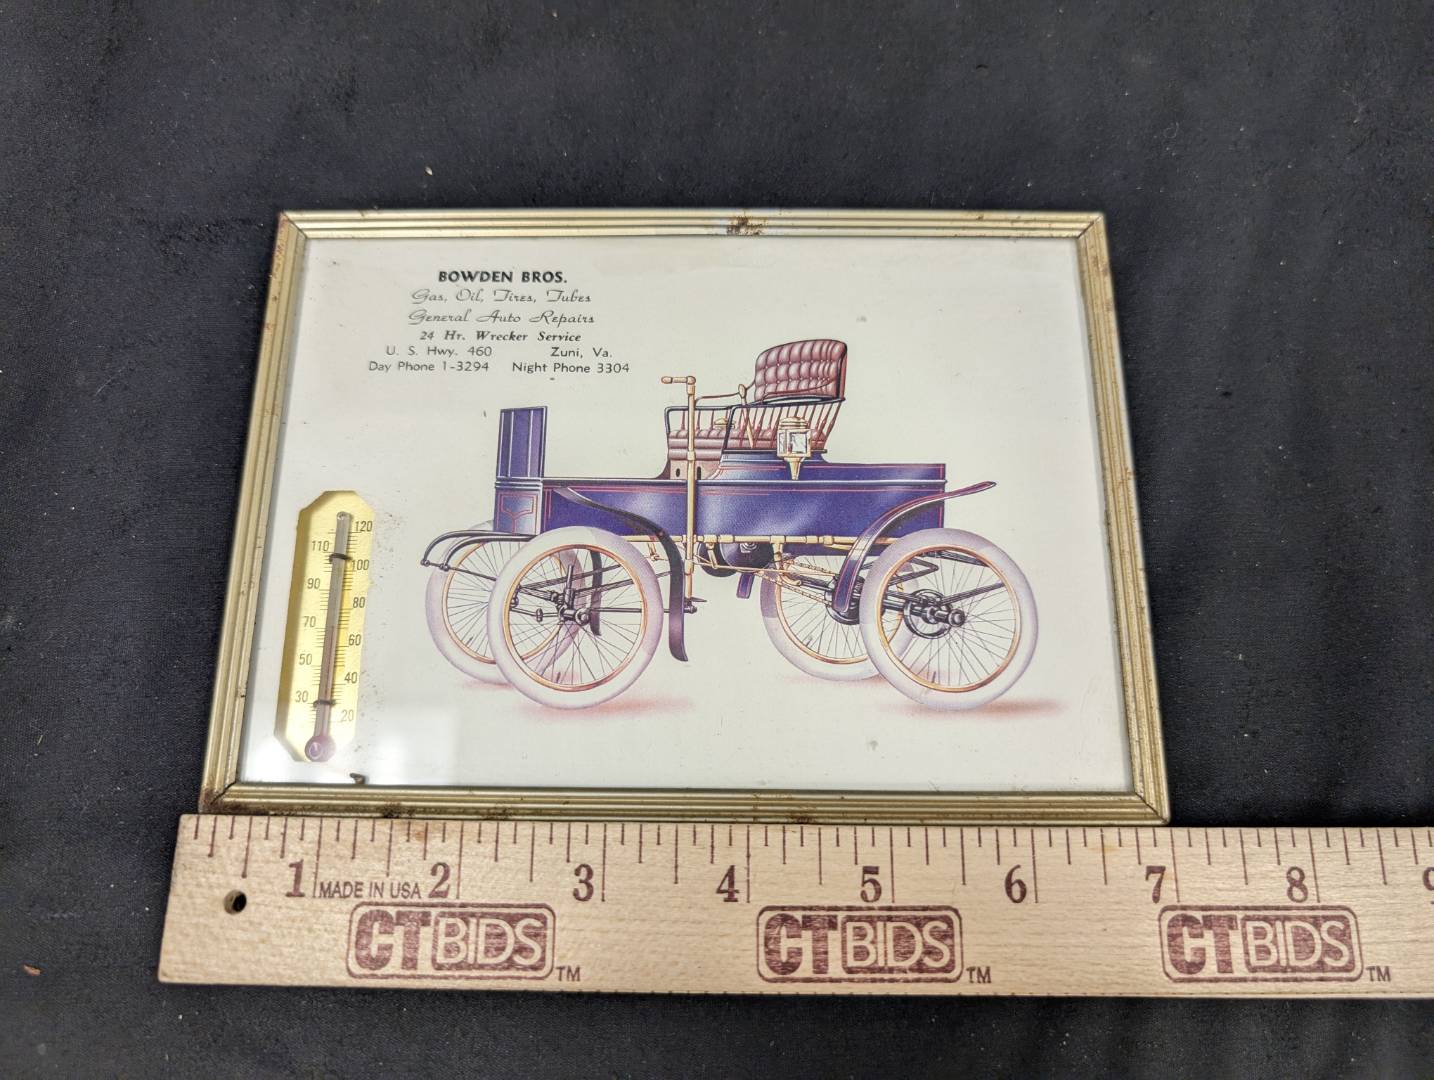 BOWDEN BROS.
Gas, Oil, Tires, Tubes
General Auto Repairs
24 Hr. Wrecker Service
U. S. Hwy. 460 Zuni, Va.
Day Phone 1-3294 Night Phone 3304
120
110
100
90
80
70
60
50
40
30
20
1 MADE IN USA 2 3 4 5 6 7 8 9
CTBIDS TM CTBIDS TM CTBIDS TM